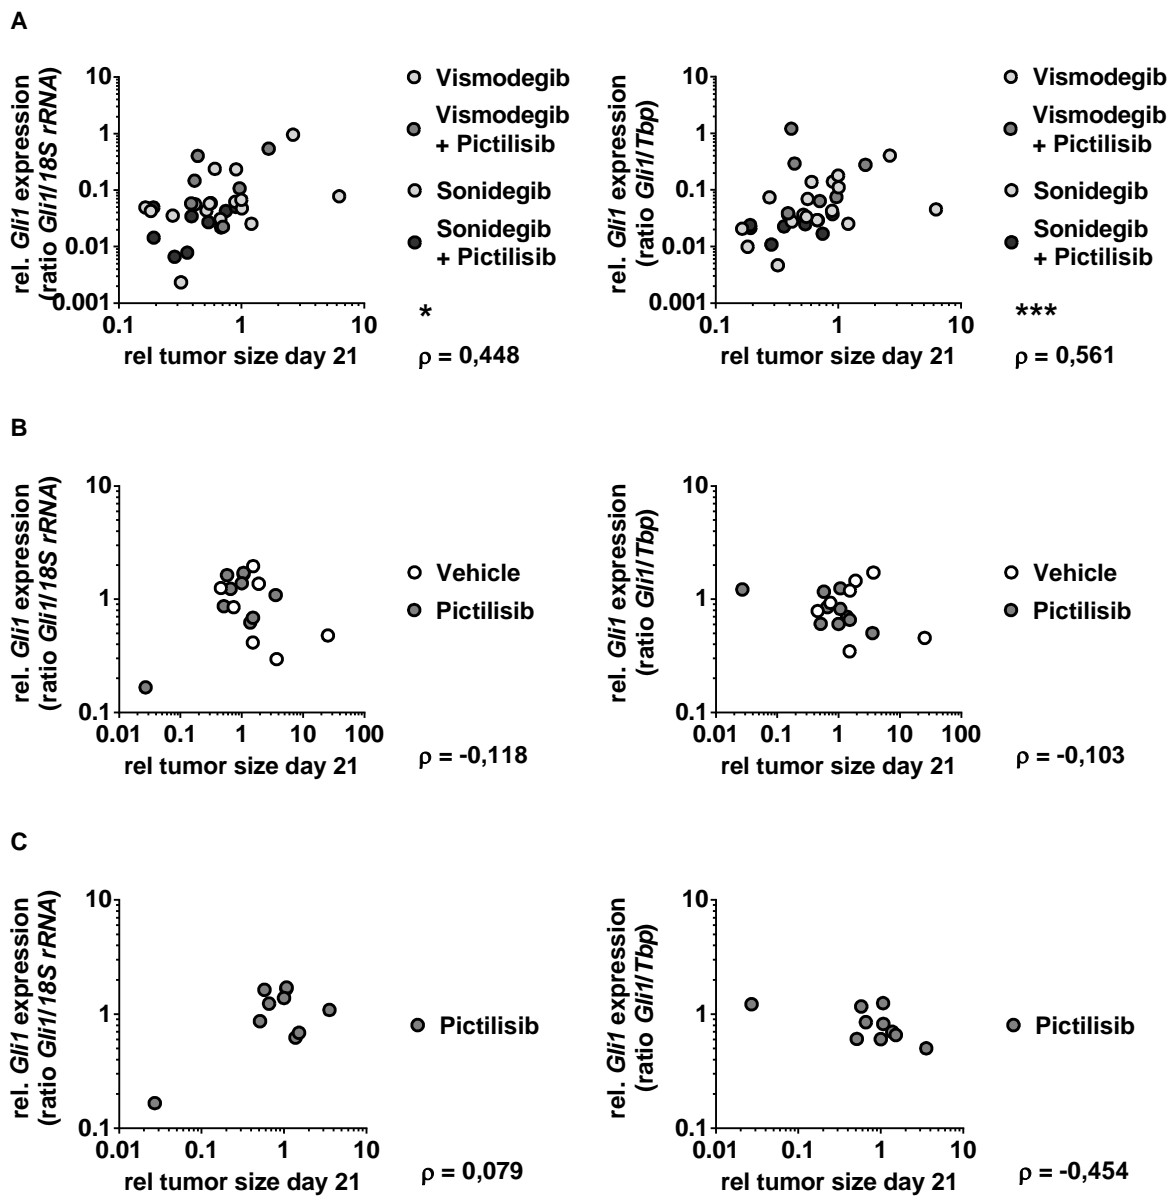 A
rel. Gli1 expression
(ratio Gli1/18S rRNA)
10
1
0.1
0.01
0.001
0.1
1
10
rel tumor size day 21
Vismodegib
Vismodegib
+ Pictilisib
Sonidegib
Sonidegib
+ Pictilisib
*
ρ = 0,448
rel. Gli1 expression
(ratio Gli1/Tbp)
10
1
0.1
0.01
0.001
0.1
1
10
rel tumor size day 21
Vismodegib
Vismodegib
+ Pictilisib
Sonidegib
Sonidegib
+ Pictilisib
***
ρ = 0,561
B
rel. Gli1 expression
(ratio Gli1/18S rRNA)
10
1
0.1
0.01
0.1
1
10
100
rel tumor size day 21
Vehicle
Pictilisib
ρ = -0,118
rel. Gli1 expression
(ratio Gli1/Tbp)
10
1
0.1
0.01
0.1
1
10
100
rel tumor size day 21
Vehicle
Pictilisib
ρ = -0,103
C
rel. Gli1 expression
(ratio Gli1/18S rRNA)
10
1
0.1
0.01
0.1
1
10
rel tumor size day 21
Pictilisib
ρ = 0,079
rel. Gli1 expression
(ratio Gli1/Tbp)
10
1
0.1
0.01
0.1
1
10
rel tumor size day 21
Pictilisib
ρ = -0,454